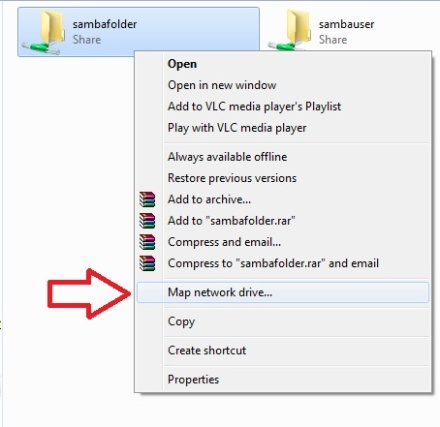 sambafolder
Share
sambauser
Share
Open
Open in new window
Add to VLC media player's Playlist
Play with VLC media player
Always available offline
Restore previous versions
Add to archive...
Add to "sambafolder.rar"
Compress and email...
Compress to "sambafolder.rar" and email
Map network drive...
Copy
Create shortcut
Properties